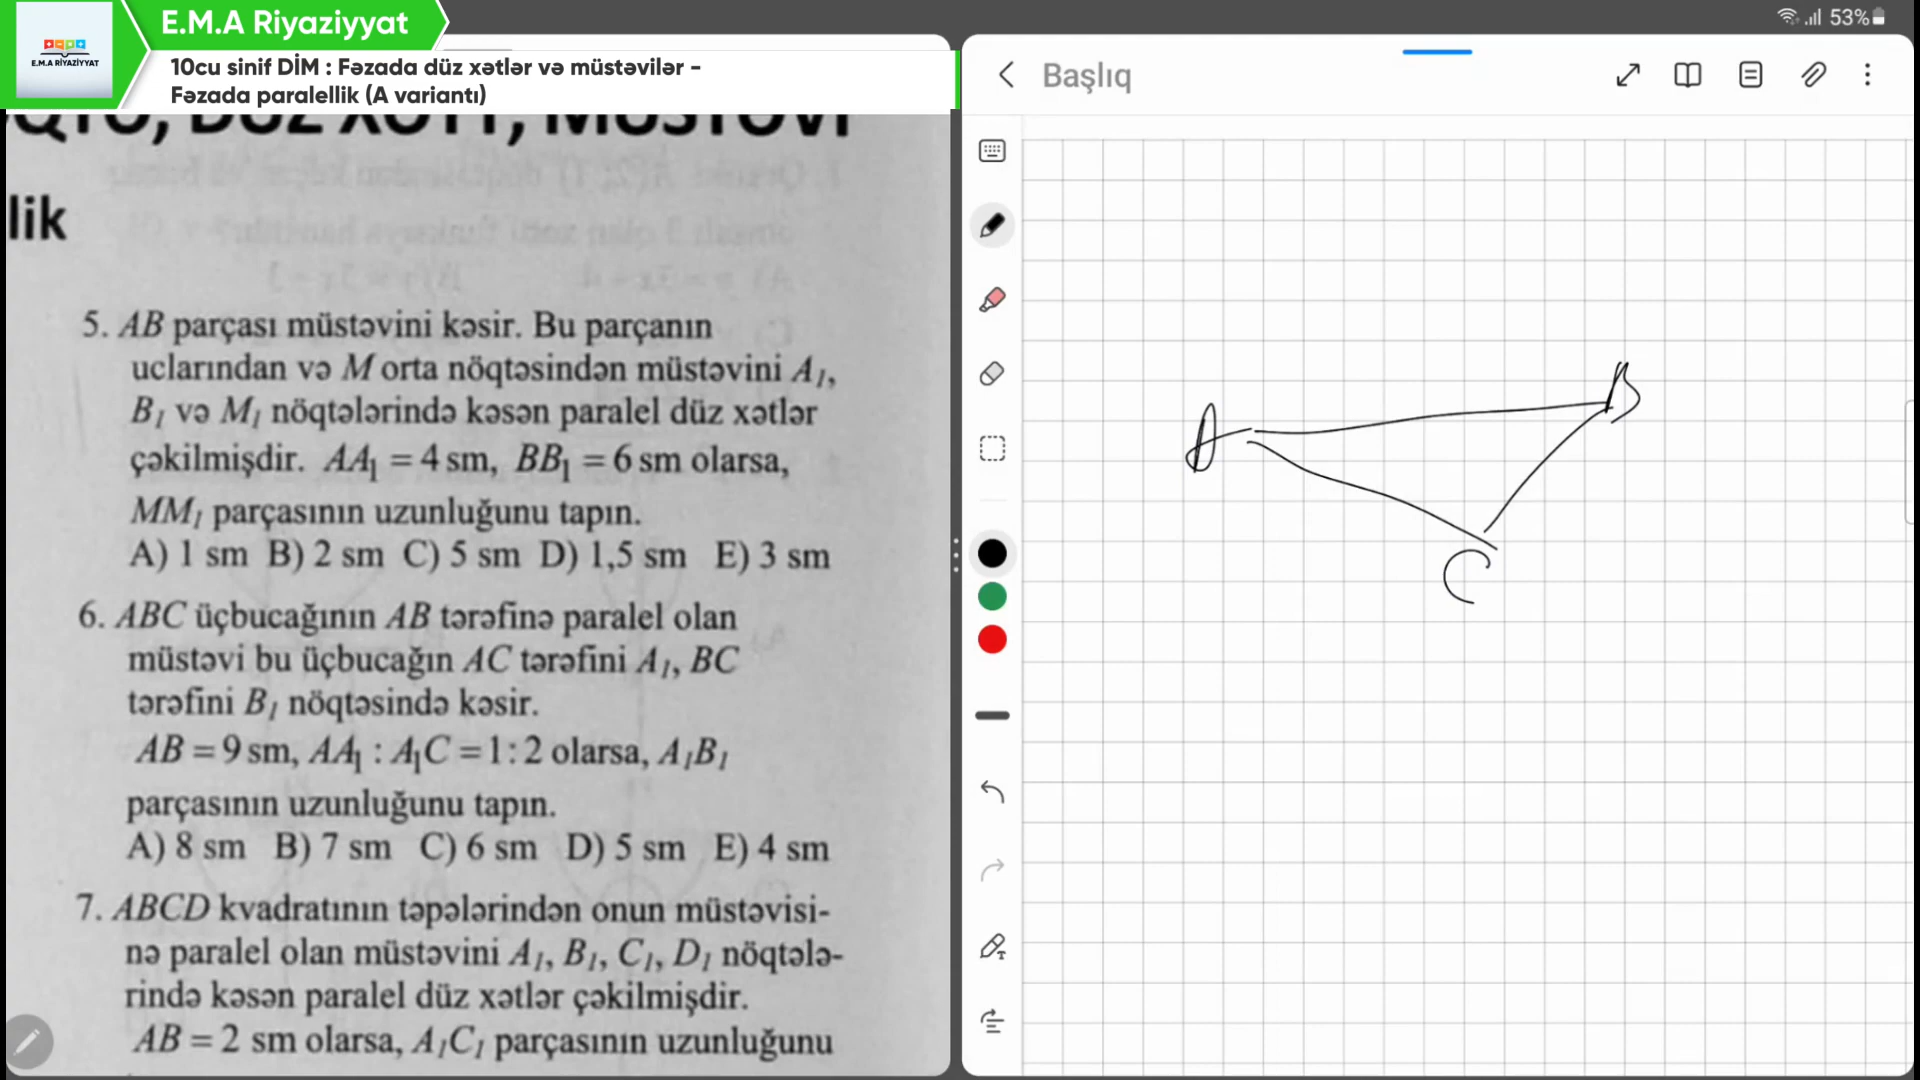 E.M.A Riyaziyyat
E.M.A RİYAZİYYAT
10cu sinif DİM : Fəzada düz xətlər və müstəvilər -
Fəzada paralellik (A variantı)
53%
Başlıq
DÜZ XƏTT, MÜSTƏVİ
lik
5. AB parçası müstəvini kəsir. Bu parçanın
uclarından və M orta nöqtəsindən müstəvini A₁,
B₁ və M₁ nöqtələrində kəsən paralel düz xətlər
çəkilmişdir. AA₁ = 4 sm, BB₁ = 6 sm olarsa,
MM₁ parçasının uzunluğunu tapın.
A) 1 sm B) 2 sm C) 5 sm D) 1,5 sm E) 3 sm
6. ABC üçbucağının AB tərəfinə paralel olan
müstəvi bu üçbucağın AC tərəfini A₁, BC
tərəfini B₁ nöqtəsində kəsir.
AB = 9 sm, AA₁ : A₁C = 1 : 2 olarsa, A₁B₁
parçasının uzunluğunu tapın.
A) 8 sm B) 7 sm C) 6 sm D) 5 sm E) 4 sm
7. ABCD kvadratının təpələrindən onun müstəvisi-
nə paralel olan müstəvini A₁, B₁, C₁, D₁ nöqtələ-
rində kəsən paralel düz xətlər çəkilmişdir.
AB = 2 sm olarsa, A₁C₁ parçasının uzunluğunu
A
B
C